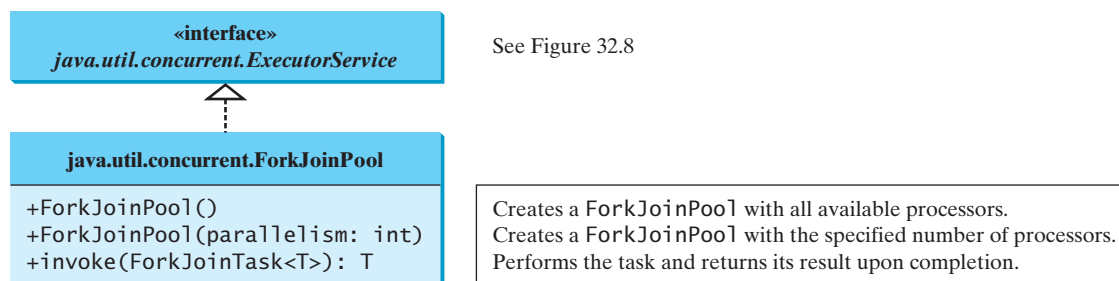 «interface»
java.util.concurrent.ExecutorService
See Figure 32.8
java.util.concurrent.ForkJoinPool
+ForkJoinPool()
+ForkJoinPool(parallelism: int)
+invoke(ForkJoinTask<T>): T
Creates a ForkJoinPool with all available processors.
Creates a ForkJoinPool with the specified number of processors.
Performs the task and returns its result upon completion.